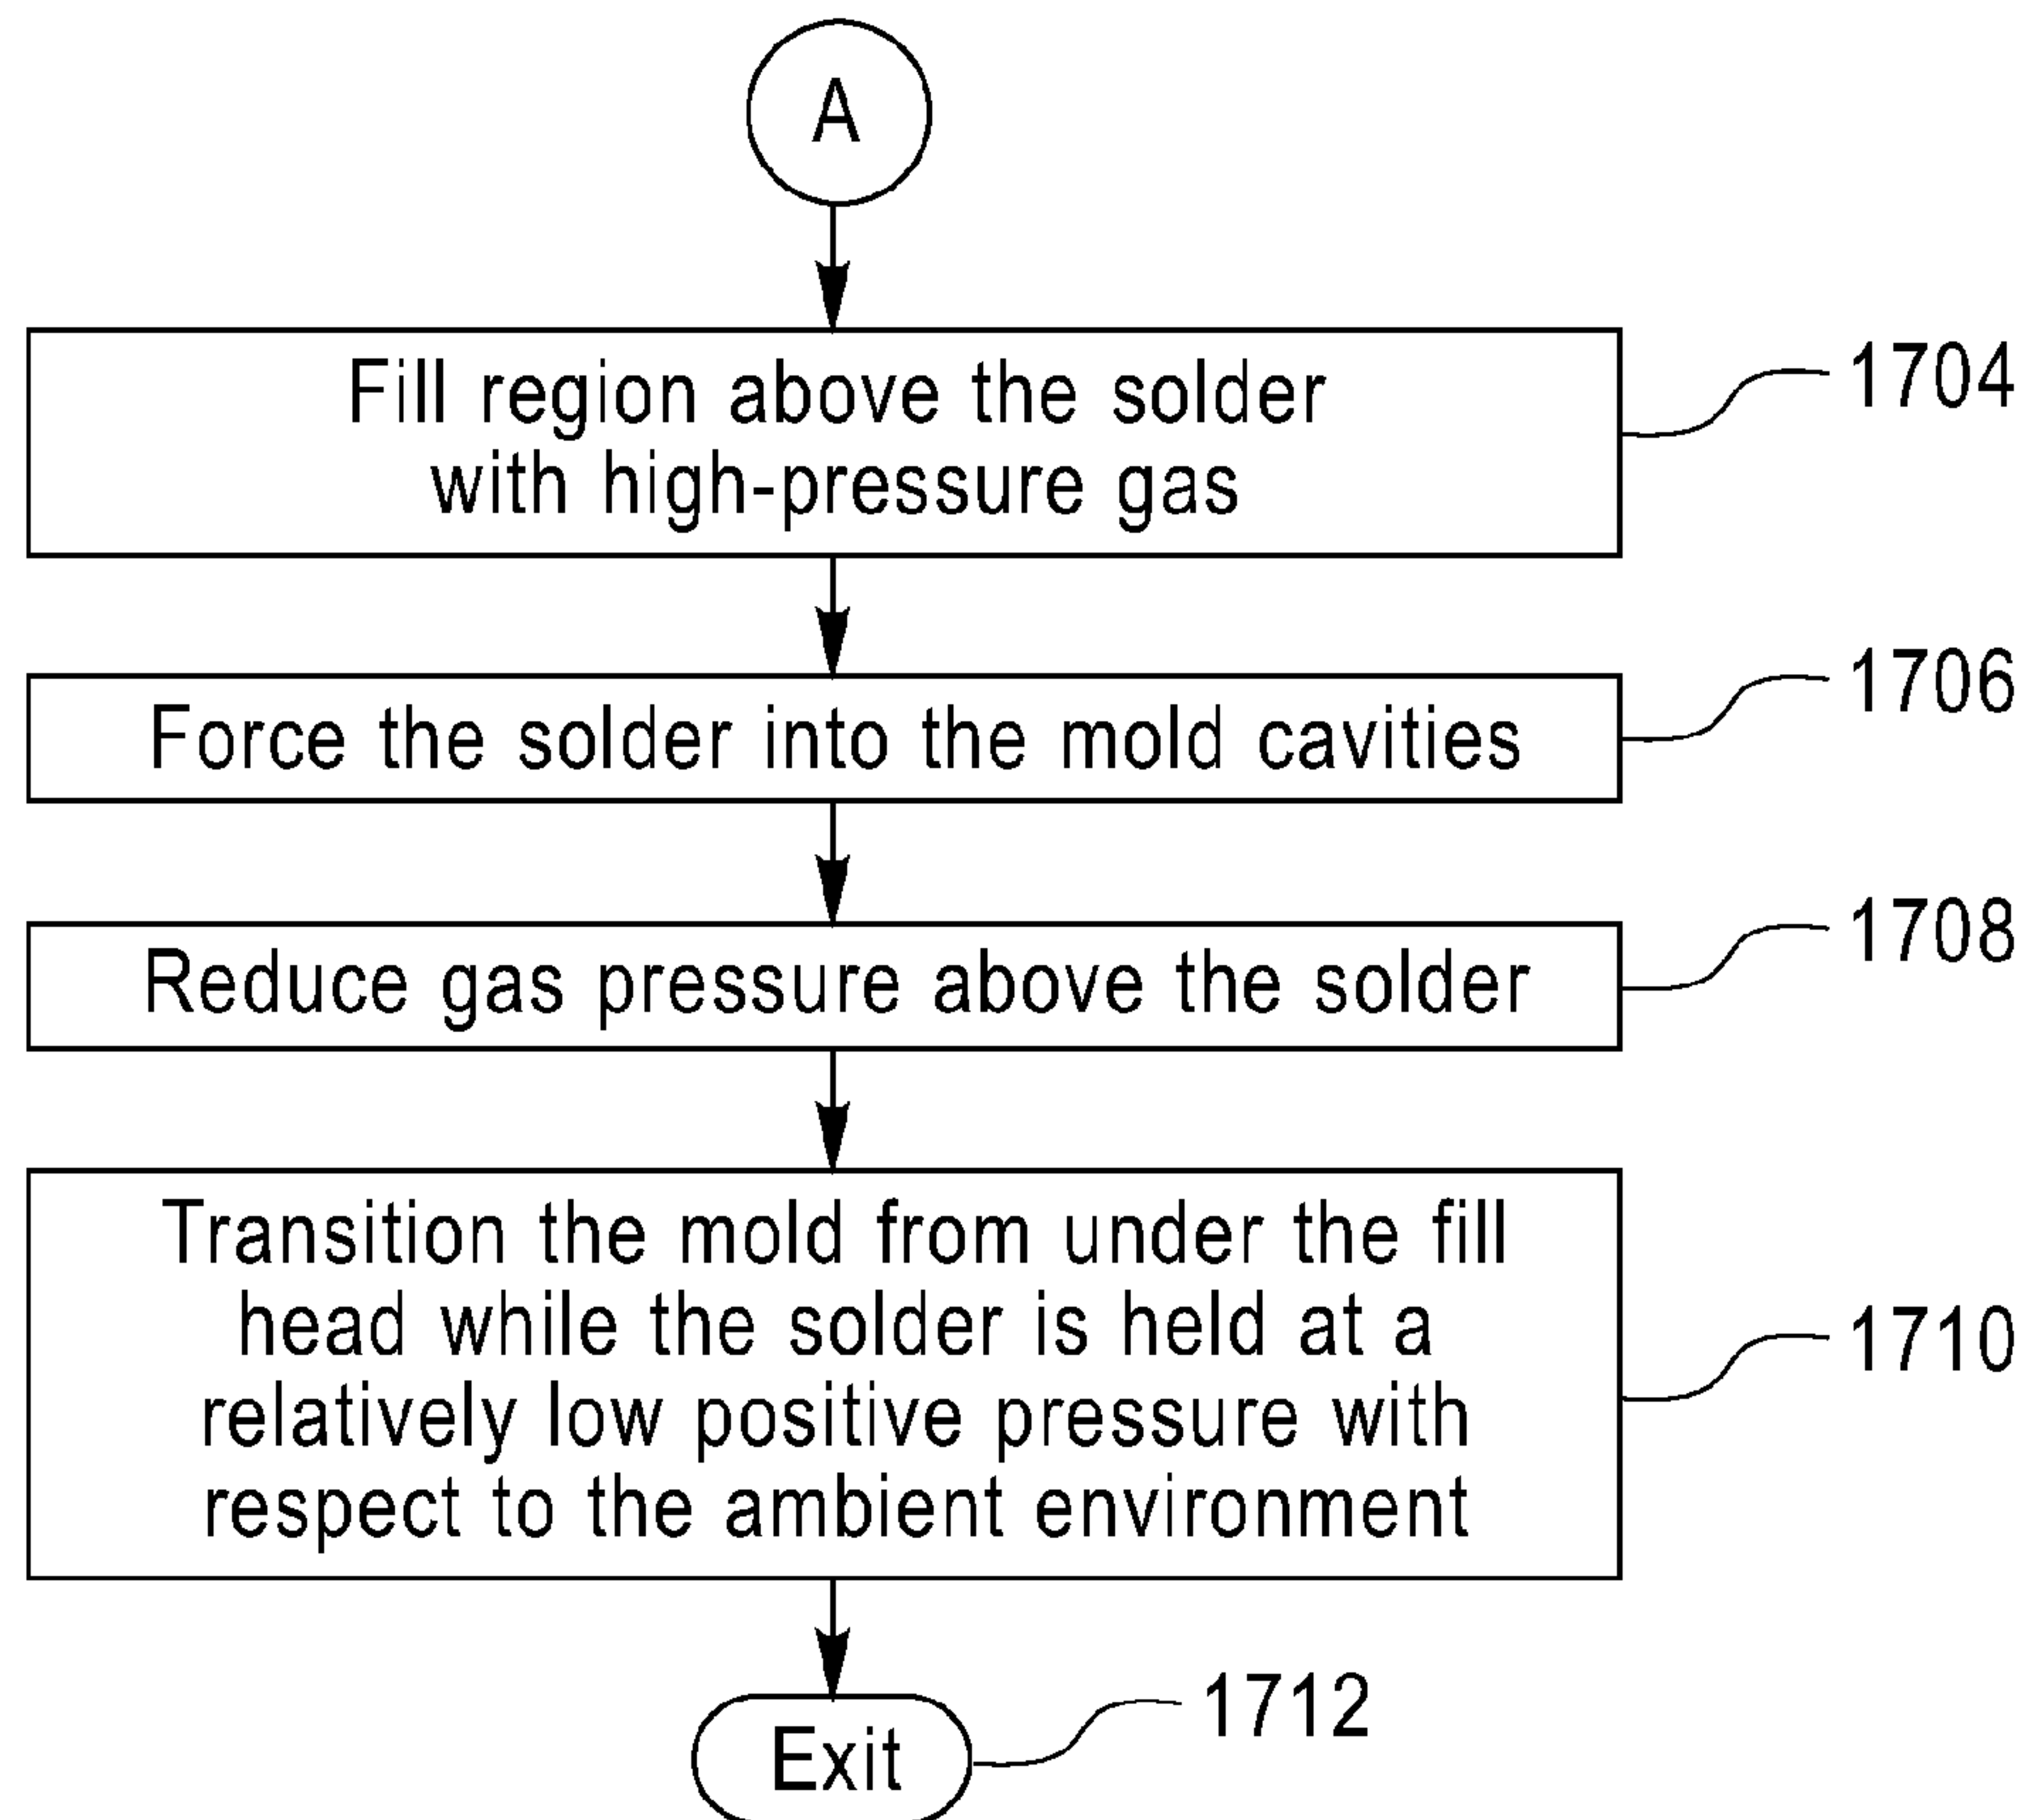 A
Fill region above the solder
with high-pressure gas
1704
Force the solder into the mold cavities
1706
Reduce gas pressure above the solder
1708
Transition the mold from under the fill
head while the solder is held at a
relatively low positive pressure with
respect to the ambient environment
1710
Exit
1712